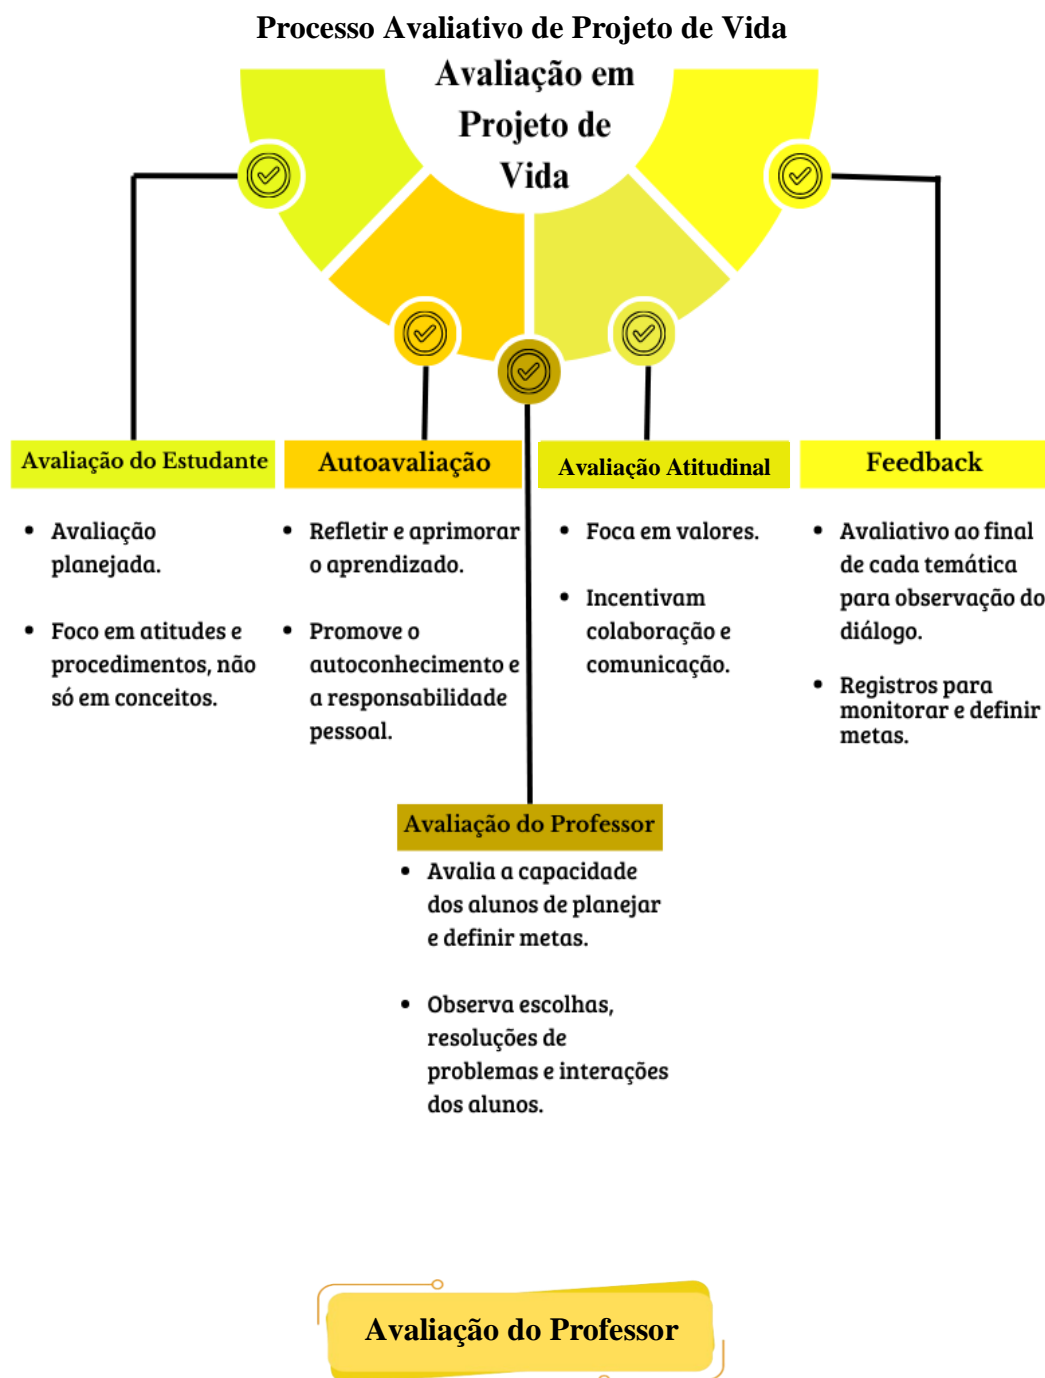 Processo Avaliativo de Projeto de Vida
Avaliação em
Projeto de
Vida
Avaliação do Estudante
• Avaliação
planejada.
• Foco em atitudes e
procedimentos, não
só em conceitos.
Autoavaliação
• Refletir e aprimorar
o aprendizado.
• Promove o
autoconhecimento e
a responsabilidade
pessoal.
Avaliação Atitudinal
• Foca em valores.
• Incentivam
colaboração e
comunicação.
Feedback
• Avaliativo ao final
de cada temática
para observação do
diálogo.
• Registros para
monitorar e definir
metas.
Avaliação do Professor
• Avalia a capacidade
dos alunos de planejar
e definir metas.
• Observa escolhas,
resoluções de
problemas e interações
dos alunos.
Avaliação do Professor